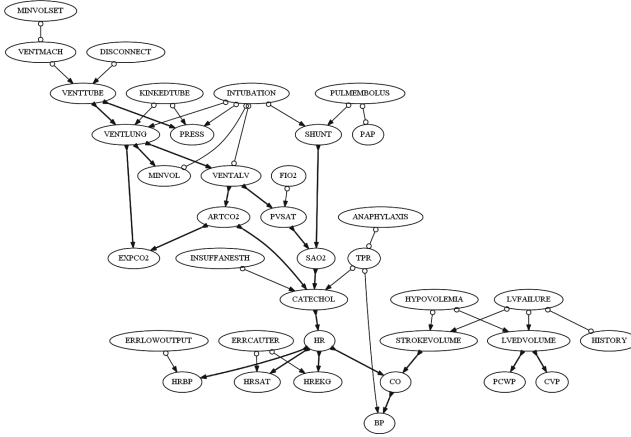 MINVOLSET
VENTMACH DISCONNECT
VENTTUBE KINKEDTUBE INTUBATION PULMEMBOLUS
VENTLUNG PRESS SHUNT PAP
MINVOL VENTALV FIO2
ARTCO2 PVSAT ANAPHYLAXIS
EXPCO2 INSUFFANESTH SAO2 TPR
CATECHOL HYPOVOLEMIA LVFAILURE
ERRLOWOUTPUT ERRCAUTER HR STROKEVOLUME LVEDVOLUME HISTORY
HRBP HRSAT HREKG CO PCWP CVP
BP